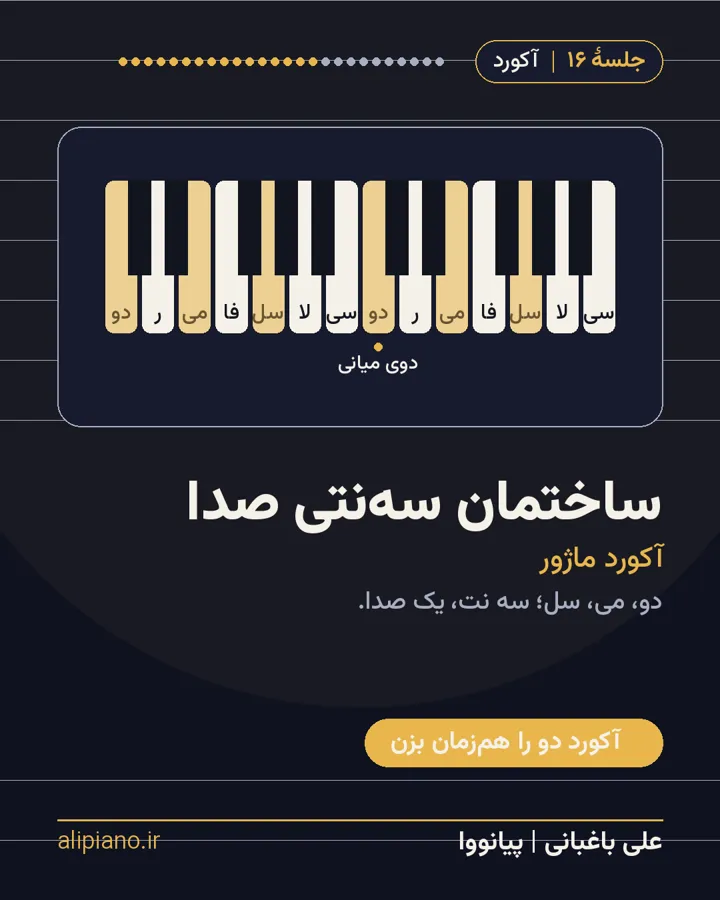 جلسهٔ ۱۶ | آکورد
دو ر می فا سل لا سی دو ر می فا سل لا سی
دوی میانی
ساختمان سه‌نتی صدا
آکورد ماژور
دو، می، سل؛ سه نت، یک صدا.
آکورد دو را هم‌زمان بزن
علی باغبانی | پیانووا
alipiano.ir